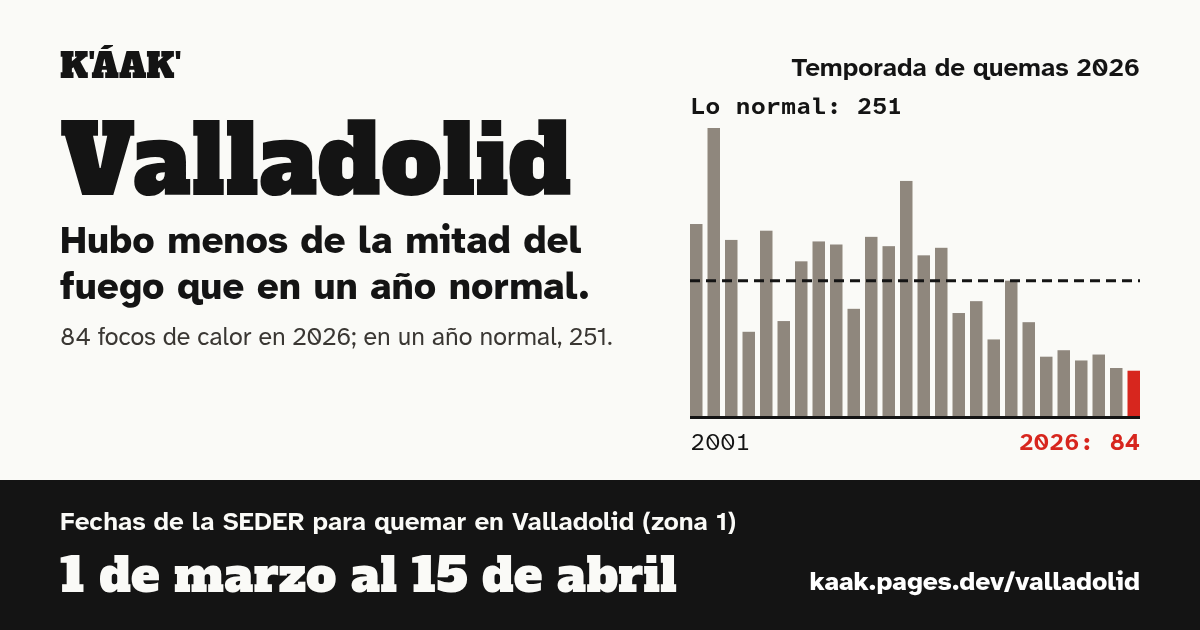 K'ÁAK'
Valladolid
Hubo menos de la mitad del
fuego que en un año normal.
84 focos de calor en 2026; en un año normal, 251.
Temporada de quemas 2026
Lo normal: 251
2001
2026: 84
Fechas de la SEDER para quemar en Valladolid (zona 1)
1 de marzo al 15 de abril
kaak.pages.dev/valladolid